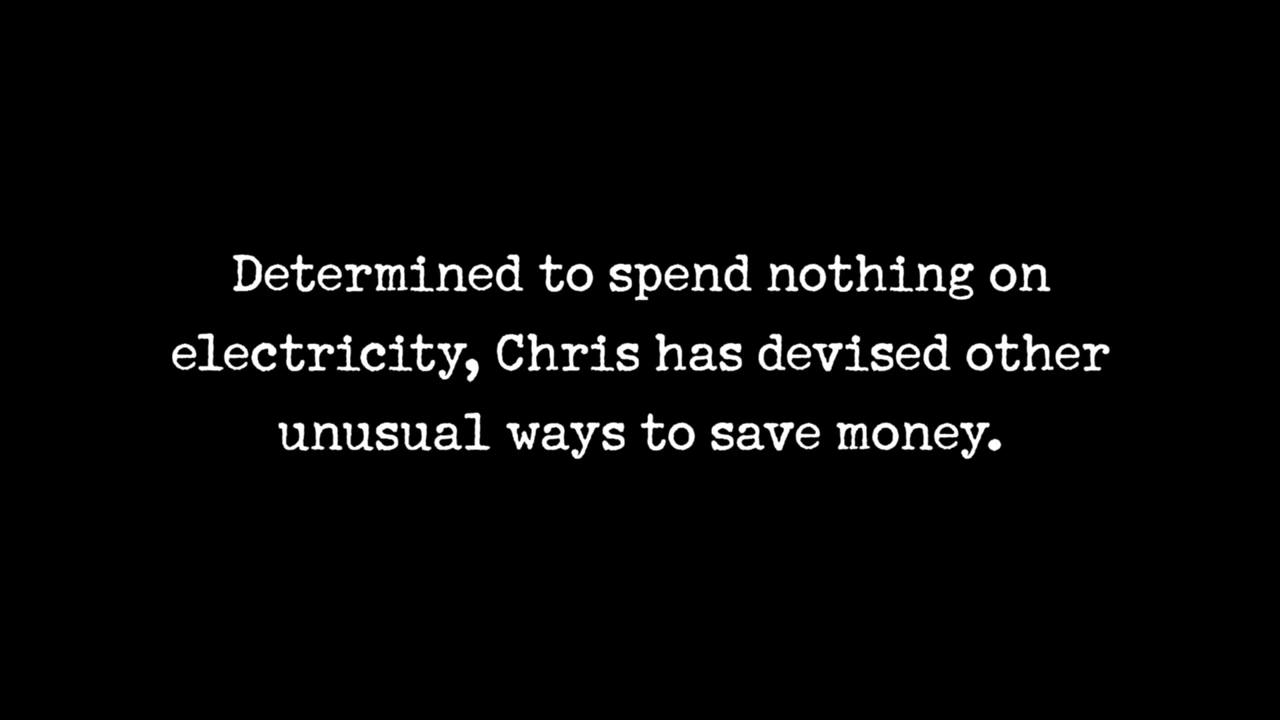 Determined to spend nothing on
electricity, Chris has devised other
unusual ways to save money.